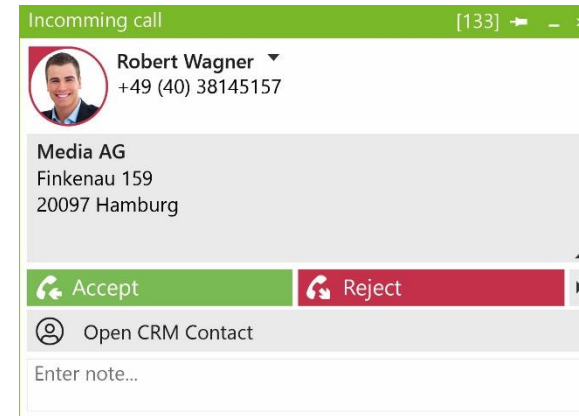 Incomming call [133]
Robert Wagner
+49 (40) 38145157
Media AG
Finkenau 159
20097 Hamburg
Accept Reject
Open CRM Contact
Enter note...